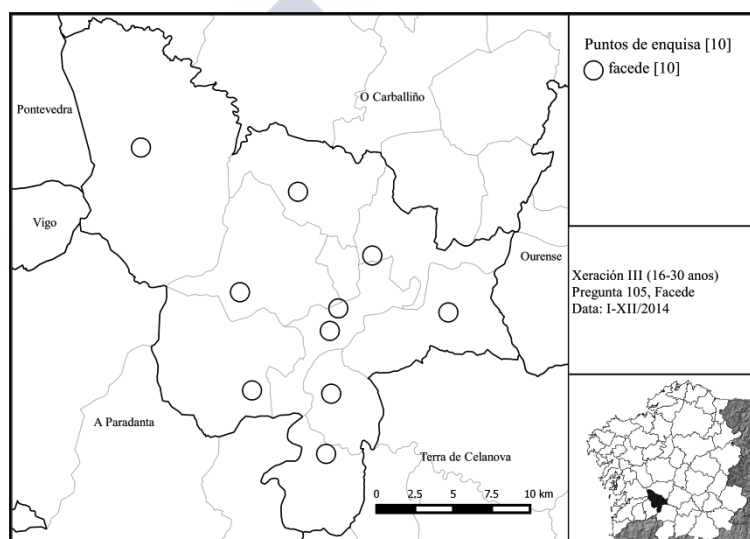 Puntos de enquisa [10]
facede [10]
O Carballiño
Pontevedra
Vigo
Ourense
Xeración III (16-30 anos)
Pregunta 105, Facede
Data: I-XII/2014
A Paradanta
Terra de Celanova
0 2,5 5 7,5 10 km